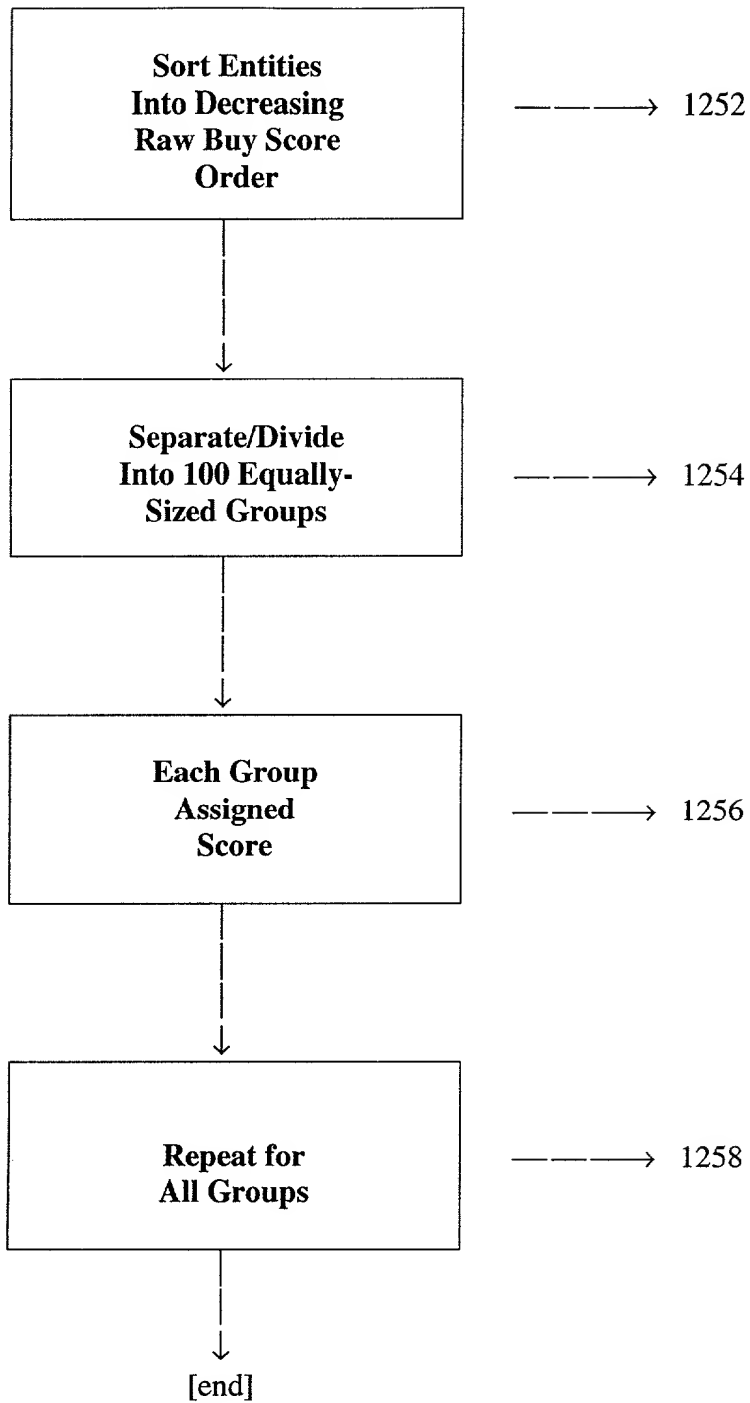 Sort Entities
Into Decreasing
Raw Buy Score
Order
1252
Separate/Divide
Into 100 Equally-
Sized Groups
1254
Each Group
Assigned
Score
1256
Repeat for
All Groups
1258
[end]